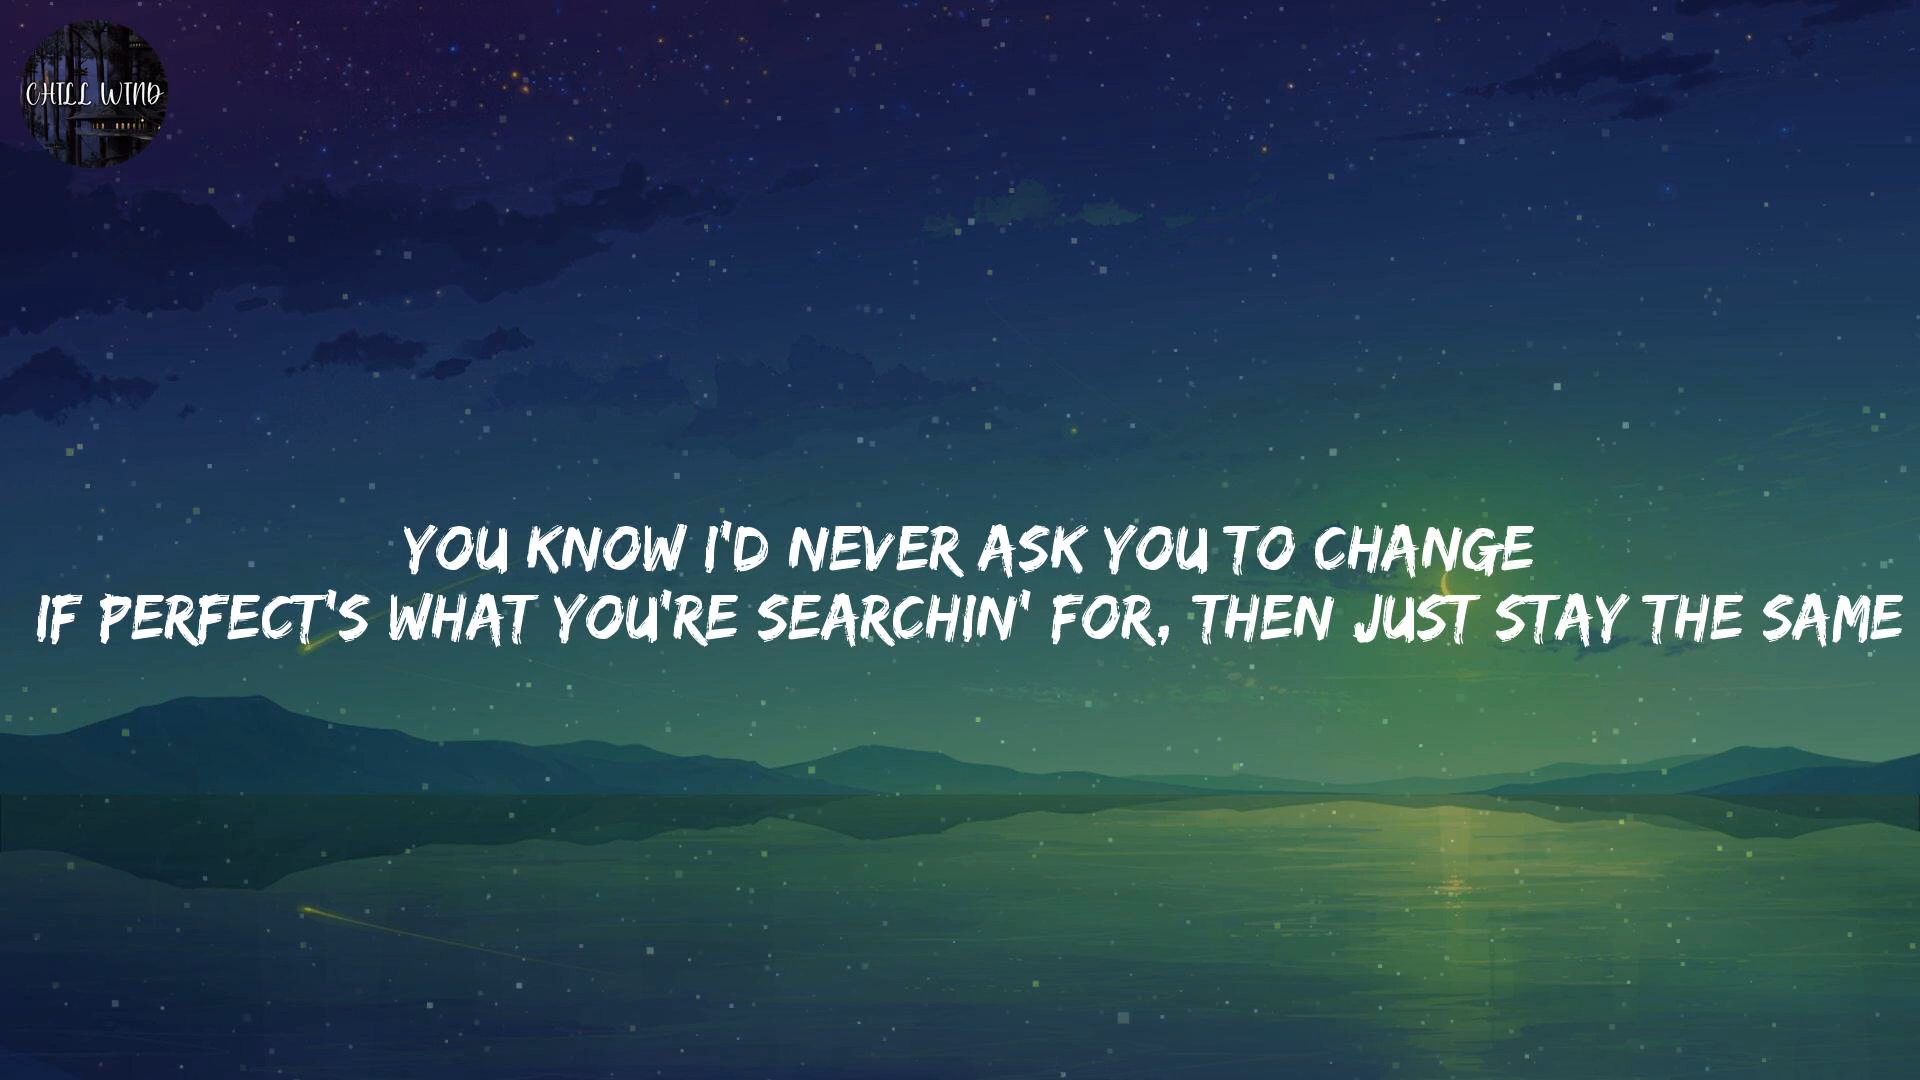 CHILL WIND
YOU KNOW I'D NEVER ASK YOU TO CHANGE
IF PERFECT'S WHAT YOU'RE SEARCHIN' FOR, THEN JUST STAY THE SAME